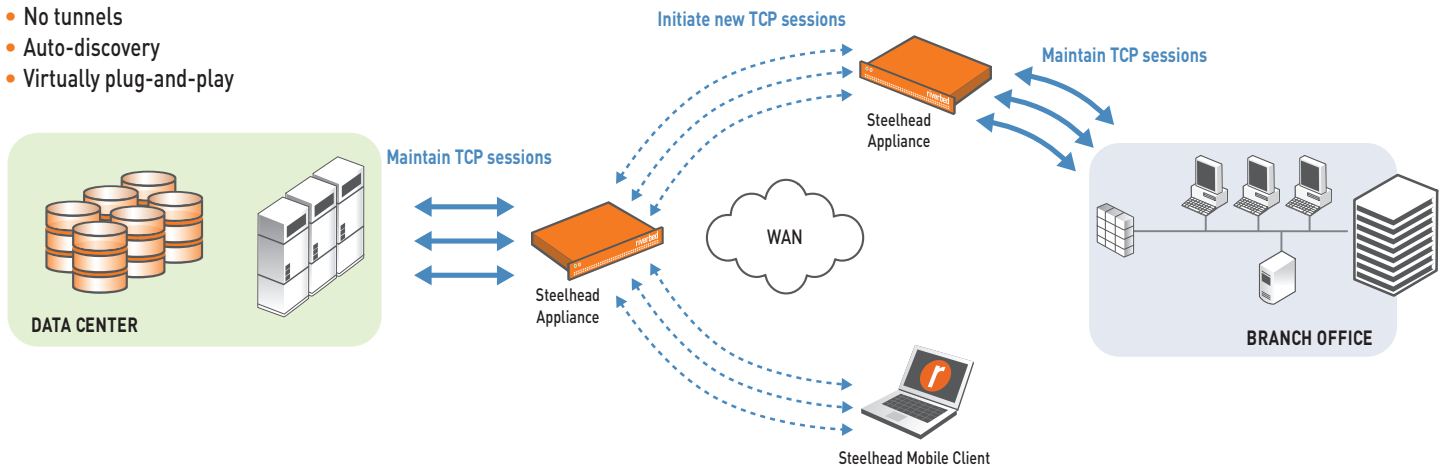 • No tunnels
• Auto-discovery
• Virtually plug-and-play
Initiate new TCP sessions
Maintain TCP sessions
riverbed
Steelhead
Appliance
Maintain TCP sessions
riverbed
Steelhead
Appliance
WAN
DATA CENTER
BRANCH OFFICE
r
Steelhead Mobile Client